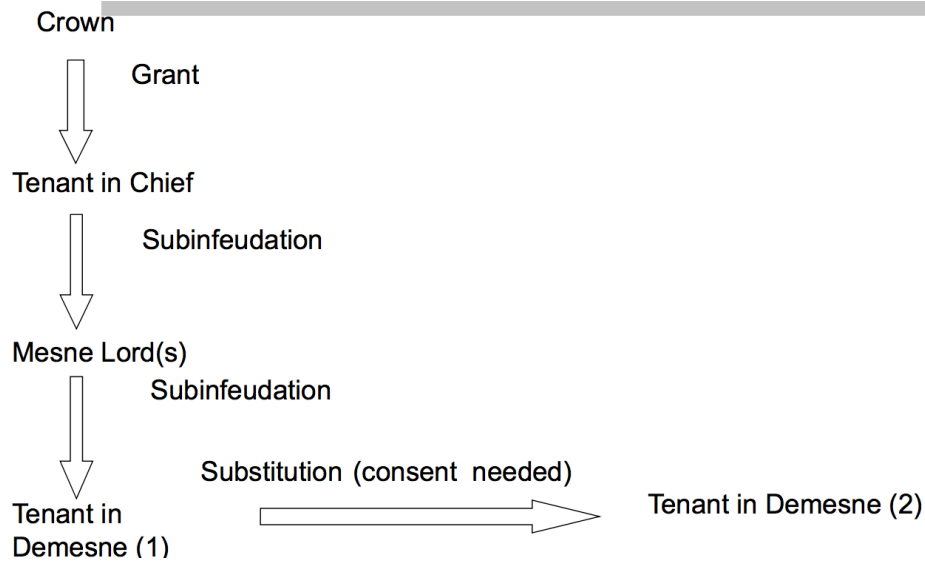 Crown
Grant
Tenant in Chief
Subinfeudation
Mesne Lord(s)
Subinfeudation
Substitution (consent needed)
Tenant in
Demesne (1)
Tenant in Demesne (2)